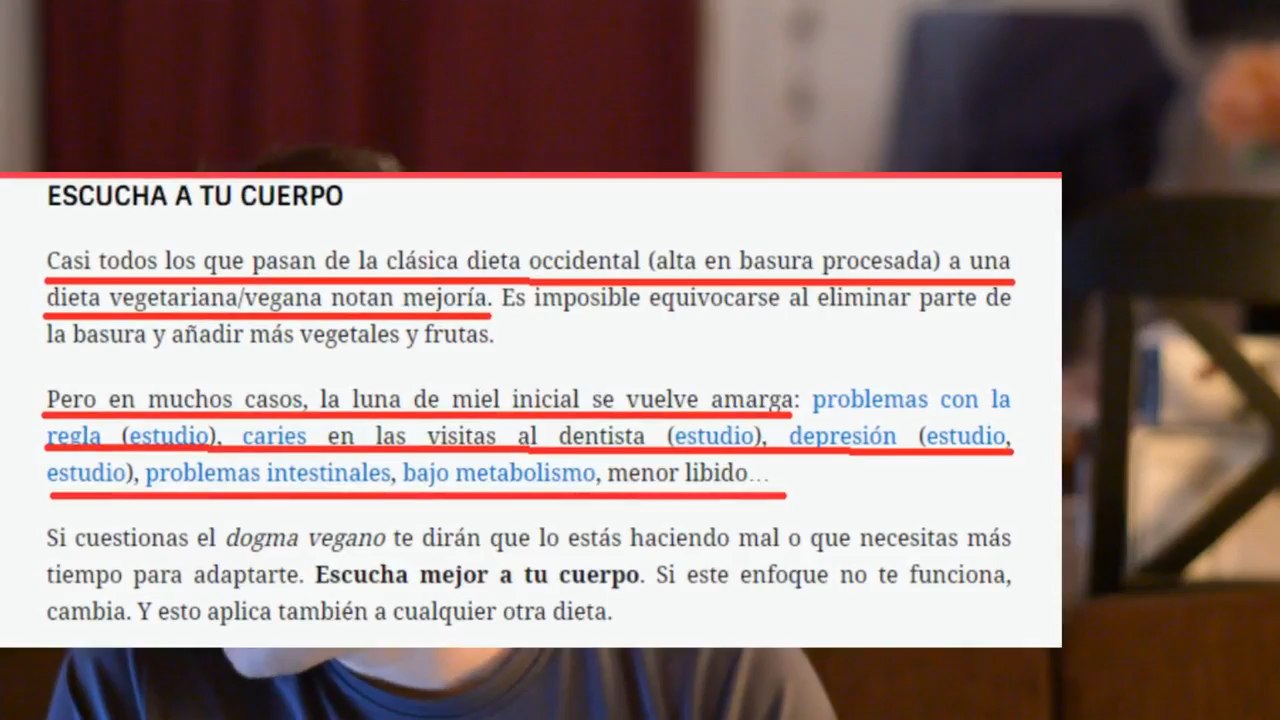 ESCUCHA A TU CUERPO
Casi todos los que pasan de la clásica dieta occidental (alta en basura procesada) a una
dieta vegetariana/vegana notan mejoría. Es imposible equivocarse al eliminar parte de
la basura y añadir más vegetales y frutas.
Pero en muchos casos, la luna de miel inicial se vuelve amarga: problemas con la
regla (estudio), caries en las visitas al dentista (estudio), depresión (estudio,
estudio), problemas intestinales, bajo metabolismo, menor libido…
Si cuestionas el dogma vegano te dirán que lo estás haciendo mal o que necesitas más
tiempo para adaptarte. Escucha mejor a tu cuerpo. Si este enfoque no te funciona,
cambia. Y esto aplica también a cualquier otra dieta.